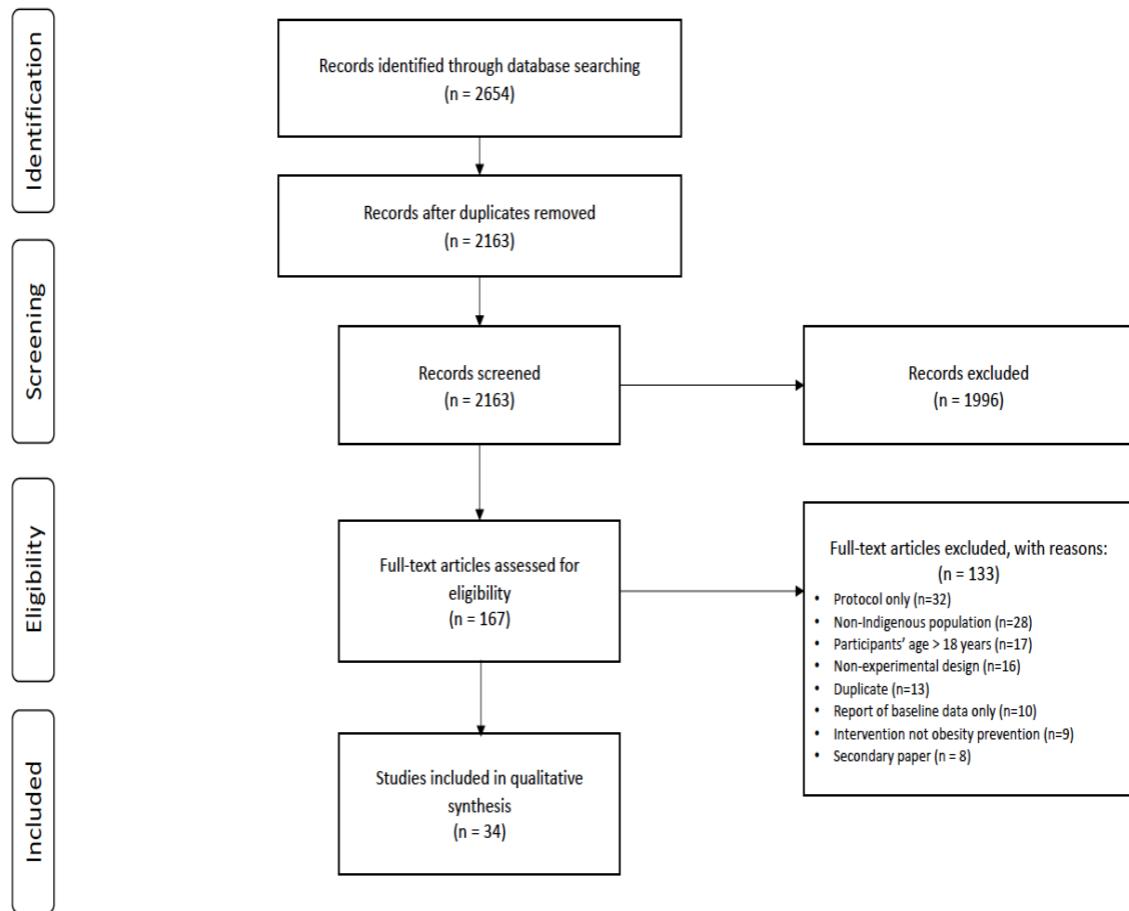 Identification
Records identified through database searching
(n = 2654)
Records after duplicates removed
(n = 2163)
Screening
Records screened
(n = 2163)
Records excluded
(n = 1996)
Eligibility
Full-text articles assessed for
eligibility
(n = 167)
Full-text articles excluded, with reasons:
(n = 133)
• Protocol only (n=32)
• Non-Indigenous population (n=28)
• Participants' age > 18 years (n=17)
• Non-experimental design (n=16)
• Duplicate (n=13)
• Report of baseline data only (n=10)
• Intervention not obesity prevention (n=9)
• Secondary paper (n = 8)
Included
Studies included in qualitative
synthesis
(n = 34)